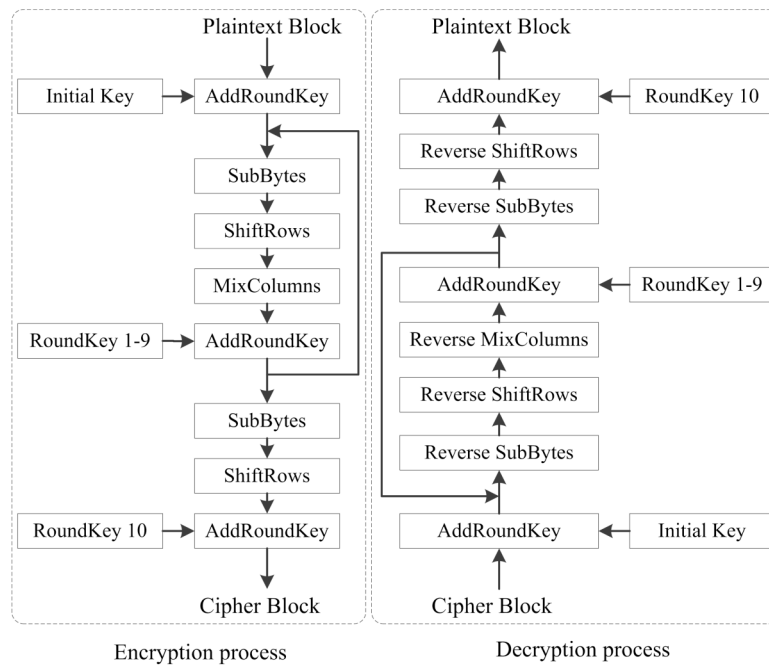 Plaintext Block
Initial Key
AddRoundKey
SubBytes
ShiftRows
MixColumns
RoundKey 1-9
AddRoundKey
SubBytes
ShiftRows
RoundKey 10
AddRoundKey
Cipher Block
Encryption process
Plaintext Block
AddRoundKey
RoundKey 10
Reverse ShiftRows
Reverse SubBytes
AddRoundKey
RoundKey 1-9
Reverse MixColumns
Reverse ShiftRows
Reverse SubBytes
AddRoundKey
Initial Key
Cipher Block
Decryption process